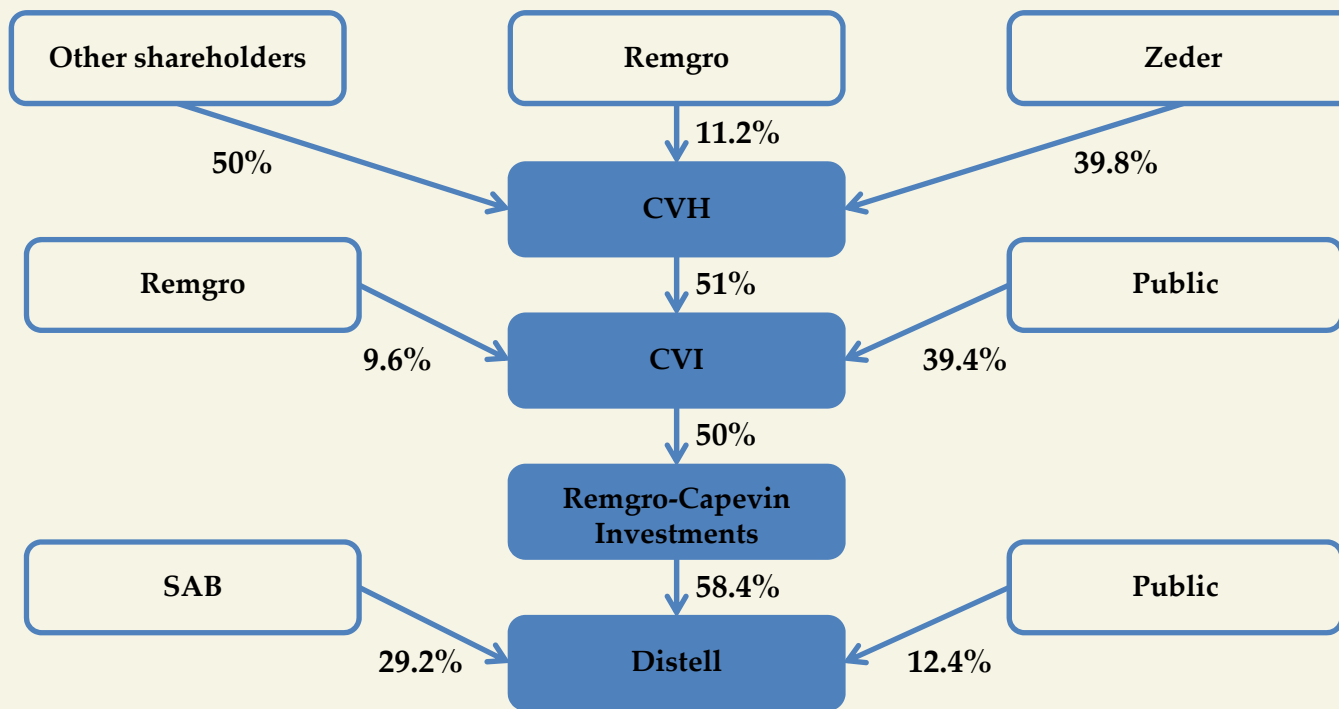 Other shareholders
Remgro
Zeder
50%
11.2%
39.8%
CVH
Remgro
51%
Public
9.6%
CVI
39.4%
50%
Remgro-Capevin
Investments
SAB
58.4%
Public
29.2%
Distell
12.4%